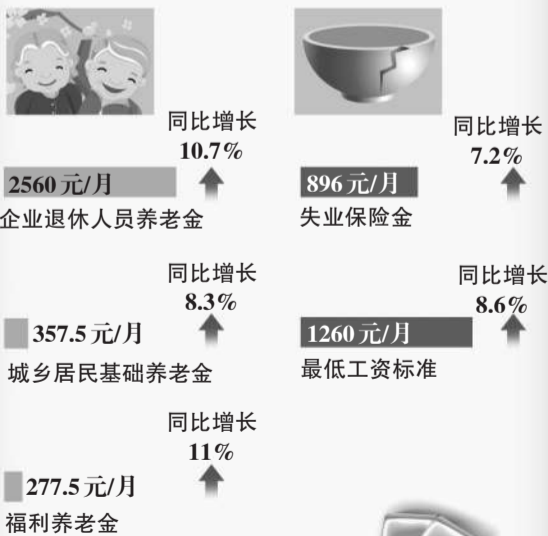 同比增长
10.7%
2560元/月
企业退休人员养老金
同比增长
7.2%
896元/月
失业保险金
同比增长
8.3%
357.5元/月
城乡居民基础养老金
同比增长
8.6%
1260元/月
最低工资标准
同比增长
11%
277.5元/月
福利养老金